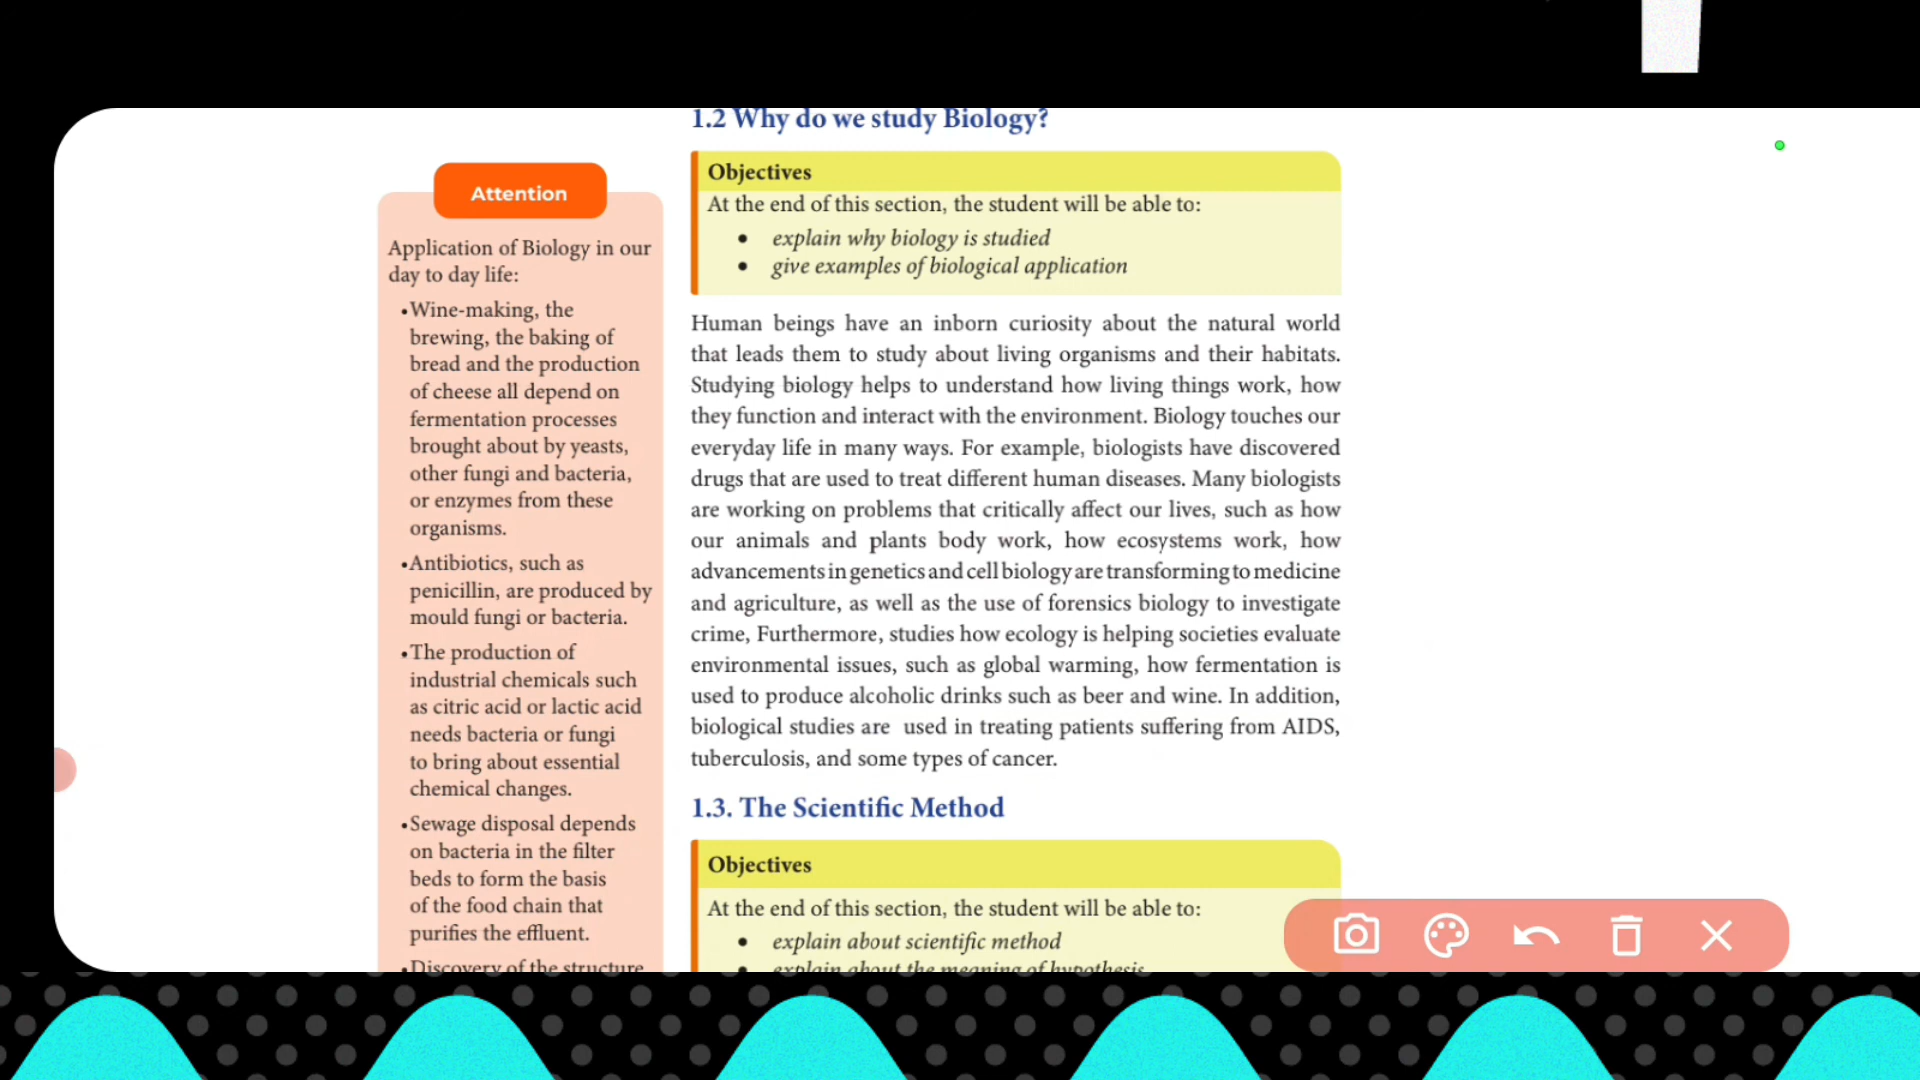 1.2 Why do we study Biology?
Objectives
At the end of this section, the student will be able to:
• explain why biology is studied
• give examples of biological application
Human beings have an inborn curiosity about the natural world
that leads them to study about living organisms and their habitats.
Studying biology helps to understand how living things work, how
they function and interact with the environment. Biology touches our
everyday life in many ways. For example, biologists have discovered
drugs that are used to treat different human diseases. Many biologists
are working on problems that critically affect our lives, such as how
our animals and plants body work, how ecosystems work, how
advancements in genetics and cell biology are transforming to medicine
and agriculture, as well as the use of forensics biology to investigate
crime, Furthermore, studies how ecology is helping societies evaluate
environmental issues, such as global warming, how fermentation is
used to produce alcoholic drinks such as beer and wine. In addition,
biological studies are used in treating patients suffering from AIDS,
tuberculosis, and some types of cancer.
1.3. The Scientific Method
Objectives
At the end of this section, the student will be able to:
• explain about scientific method
• explain about the meaning of hypothesis
Attention
Application of Biology in our
day to day life:
•Wine-making, the
brewing, the baking of
bread and the production
of cheese all depend on
fermentation processes
brought about by yeasts,
other fungi and bacteria,
or enzymes from these
organisms.
•Antibiotics, such as
penicillin, are produced by
mould fungi or bacteria.
•The production of
industrial chemicals such
as citric acid or lactic acid
needs bacteria or fungi
to bring about essential
chemical changes.
•Sewage disposal depends
on bacteria in the filter
beds to form the basis
of the food chain that
purifies the effluent.
•Discovery of the structure